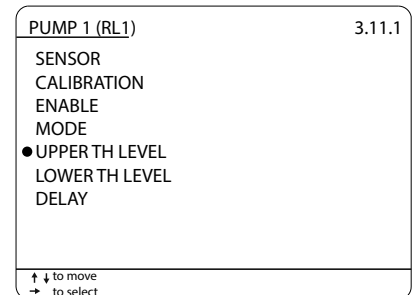 PUMP 1 (RL1) 3.11.1
SENSOR
CALIBRATION
ENABLE
MODE
●UPPER TH LEVEL
LOWER TH LEVEL
DELAY
↑ ↓ to move
→ to select